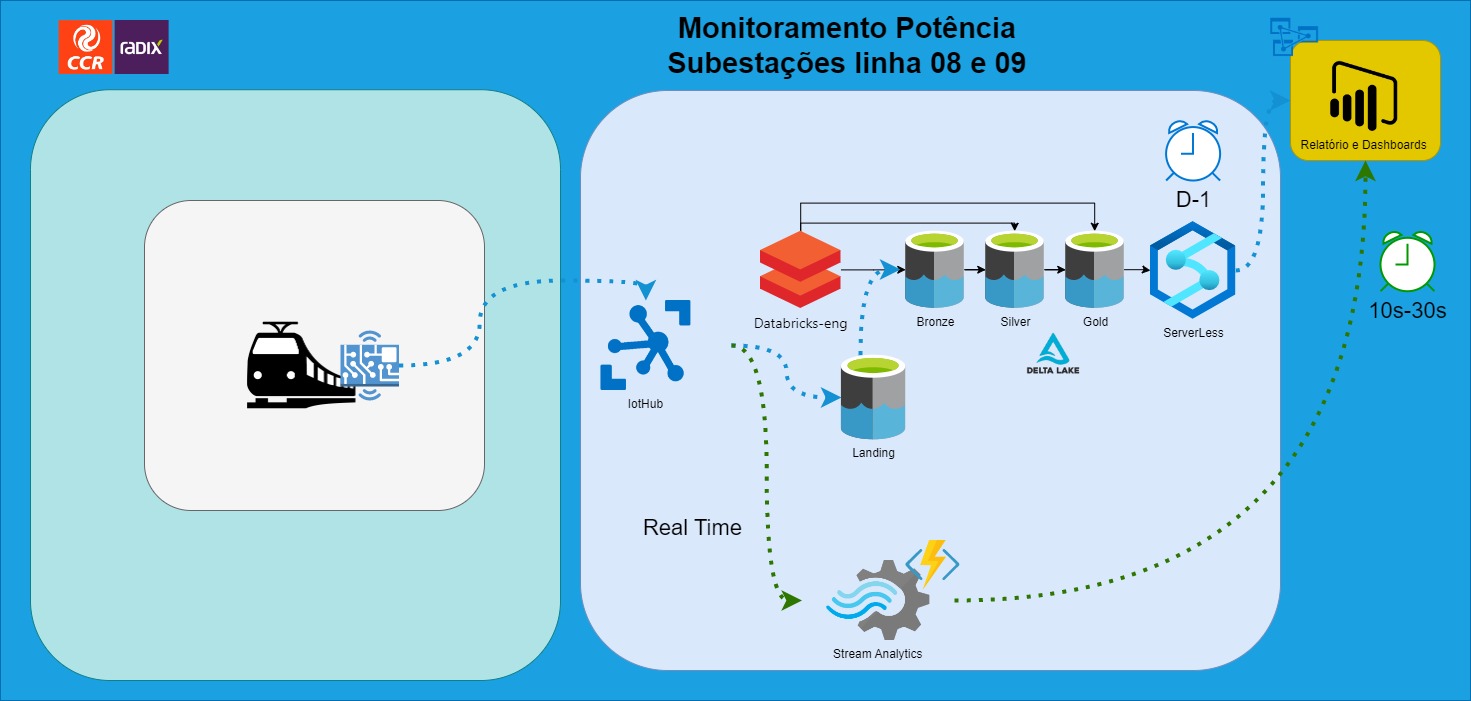 CCR
radix
Monitoramento Potência
Subestações linha 08 e 09
Relatório e Dashboards
D-1
10s-30s
Databricks-eng
Bronze
Silver
Gold
ServerLess
DELTA LAKE
IotHub
Landing
Real Time
Stream Analytics